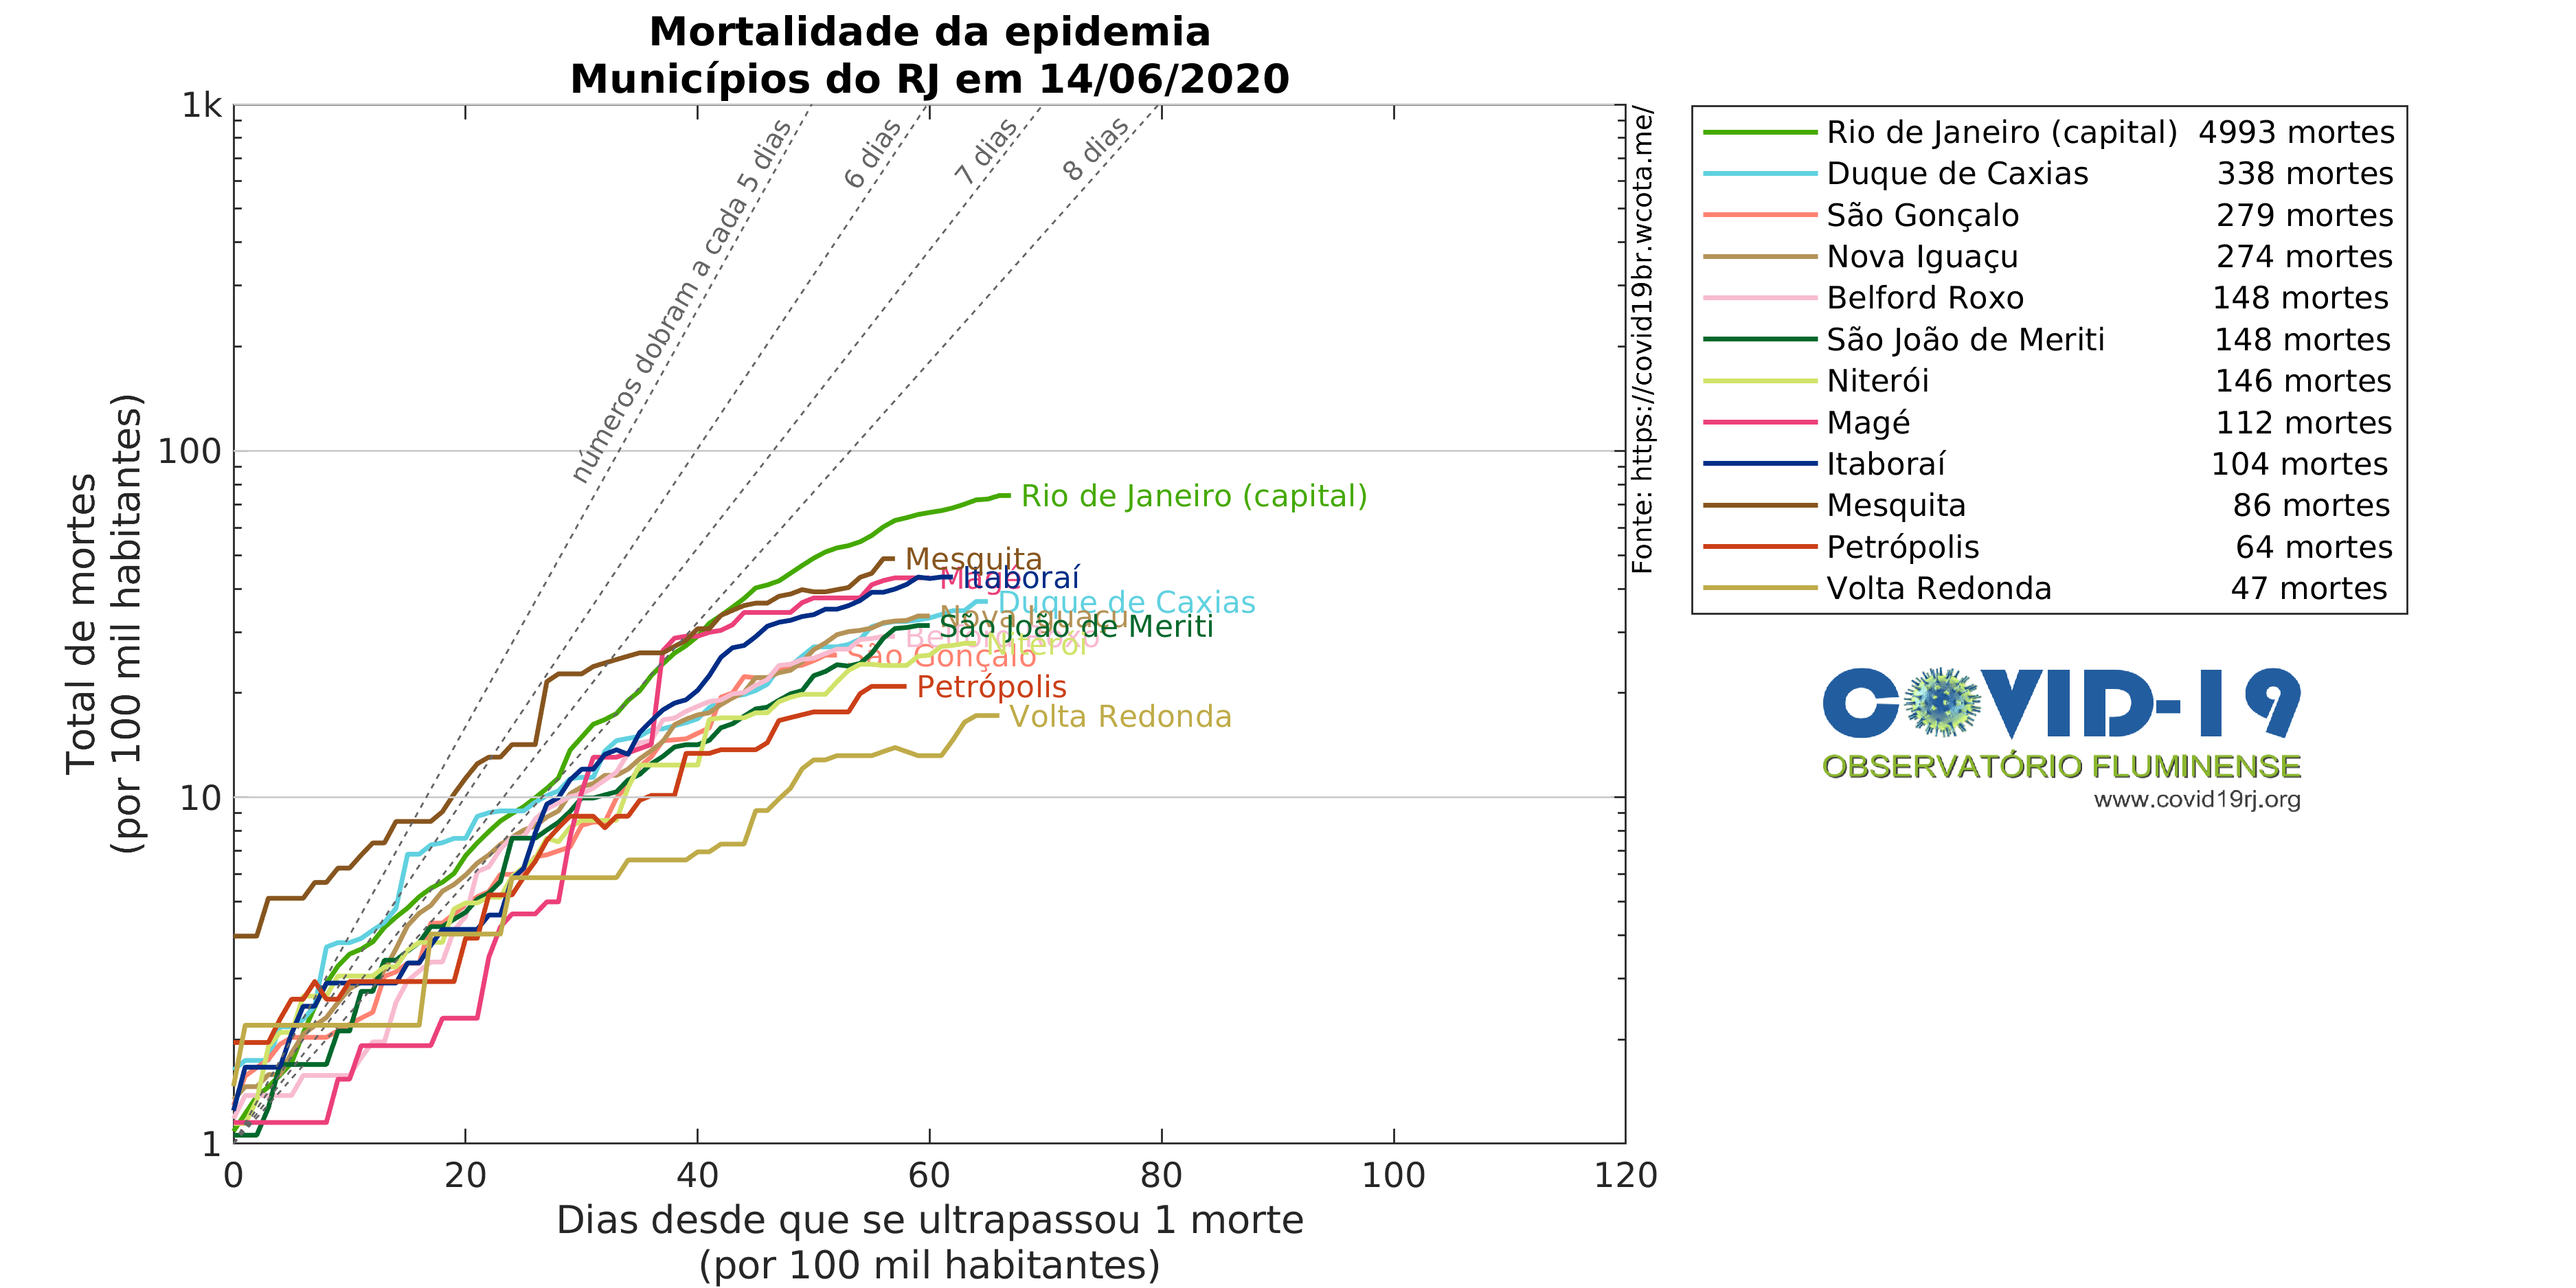 Mortalidade da epidemia
Municípios do RJ em 14/06/2020
Total de mortes
(por 100 mil habitantes)
1k
100
10
1
0 20 40 60 80 100 120
Dias desde que se ultrapassou 1 morte
(por 100 mil habitantes)
números dobram a cada 5 dias
6 dias
7 dias
8 dias
Rio de Janeiro (capital)
Mesquita
Magé
Itaboraí
Duque de Caxias
Nova Iguaçu
São João de Meriti
Belford Roxo
Niterói
São Gonçalo
Petrópolis
Volta Redonda
Fonte: https://covid19br.wcota.me/
Rio de Janeiro (capital) 4993 mortes
Duque de Caxias 338 mortes
São Gonçalo 279 mortes
Nova Iguaçu 274 mortes
Belford Roxo 148 mortes
São João de Meriti 148 mortes
Niterói 146 mortes
Magé 112 mortes
Itaboraí 104 mortes
Mesquita 86 mortes
Petrópolis 64 mortes
Volta Redonda 47 mortes
COVID-19
OBSERVATÓRIO FLUMINENSE
www.covid19rj.org